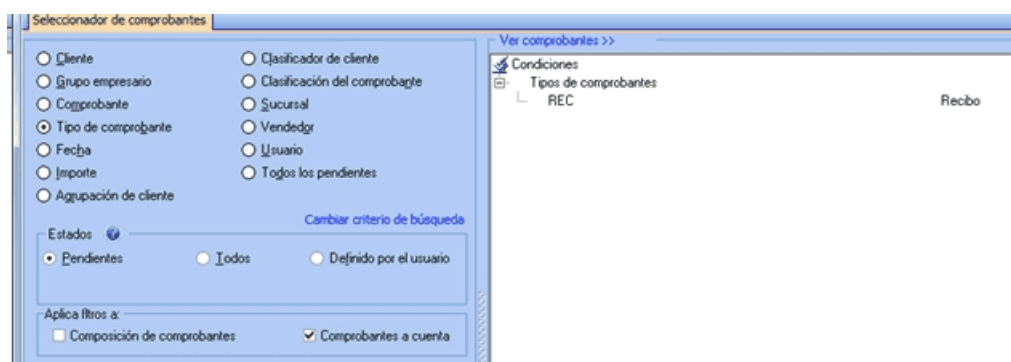 Seleccionador de comprobantes
Cliente
Grupo empresario
Comprobante
Tipo de comprobante
Fecha
Importe
Agrupación de cliente
Clasificador de cliente
Clasificación del comprobante
Sucursal
Vendedor
Usuario
Todos los pendientes
Cambiar criterio de búsqueda
Estados
Pendientes
Todos
Definido por el usuario
Aplica fltros a:
Composición de comprobantes
Comprobantes a cuenta
Ver comprobantes >>
Condiciones
Tipos de comprobantes
REC Recibo